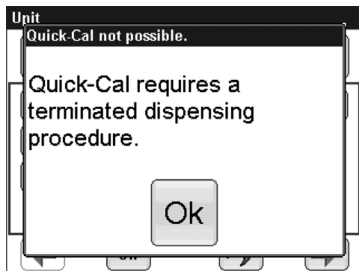 Unit
Quick-Cal not possible.
Quick-Cal requires a
terminated dispensing
procedure.
Ok